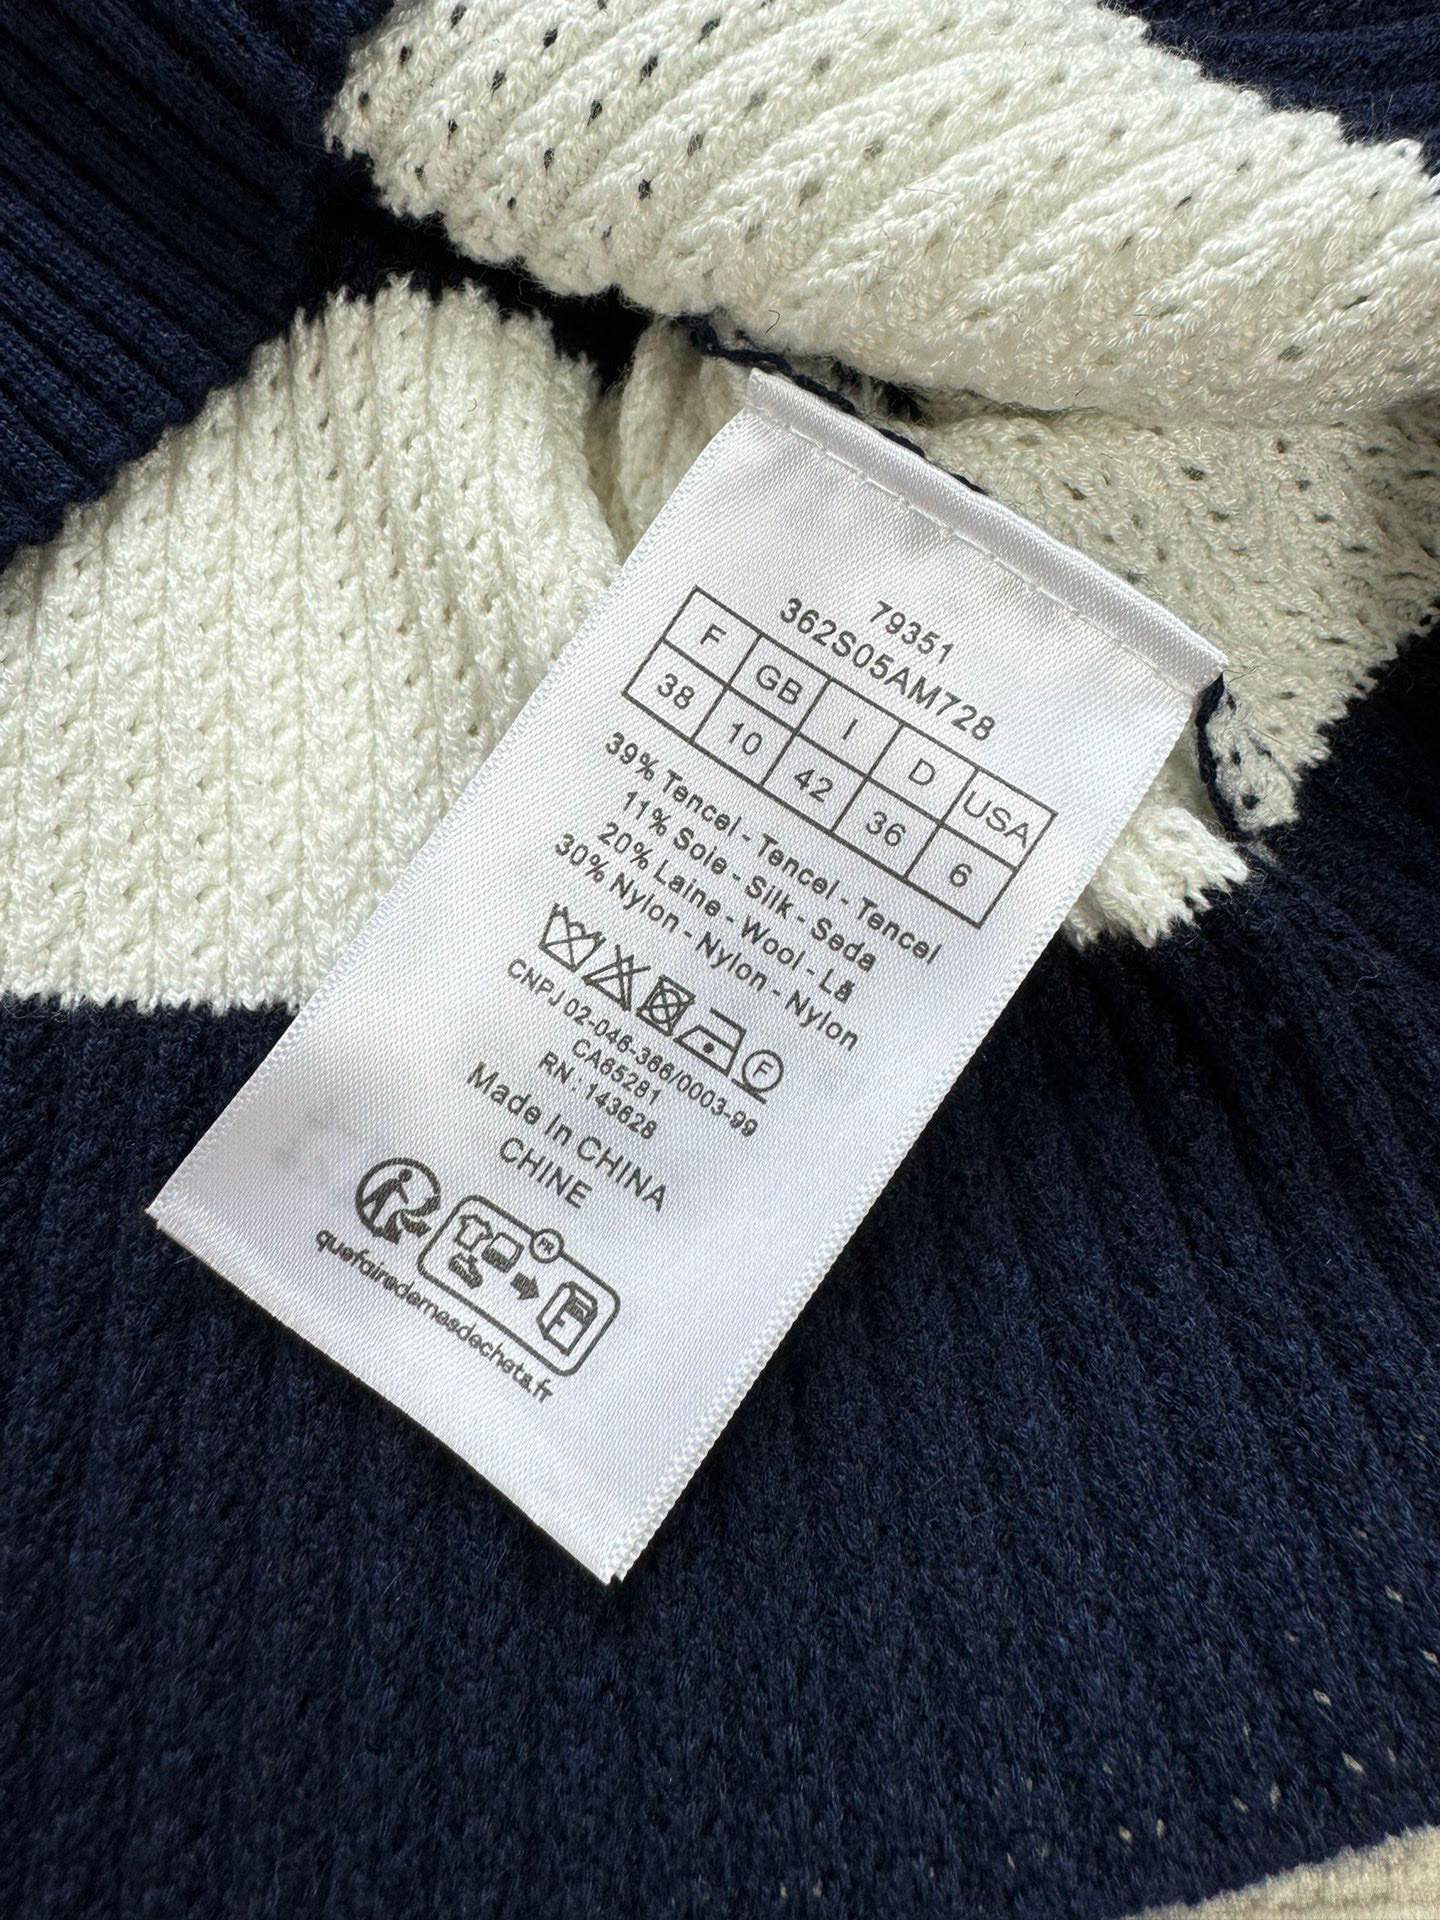 79351
362S05AM728
F GB I D USA
38 10 42 36 6
39% Tencel - Tencel - Tencel
11% Soie - Silk - Seda
20% Laine - Wool - Lã
30% Nylon - Nylon - Nylon
F
CNPJ 02-046-366/0003-99
CA65281
RN : 143628
Made in CHINA
CHINE
FR
F
quefairedemesdechets.fr